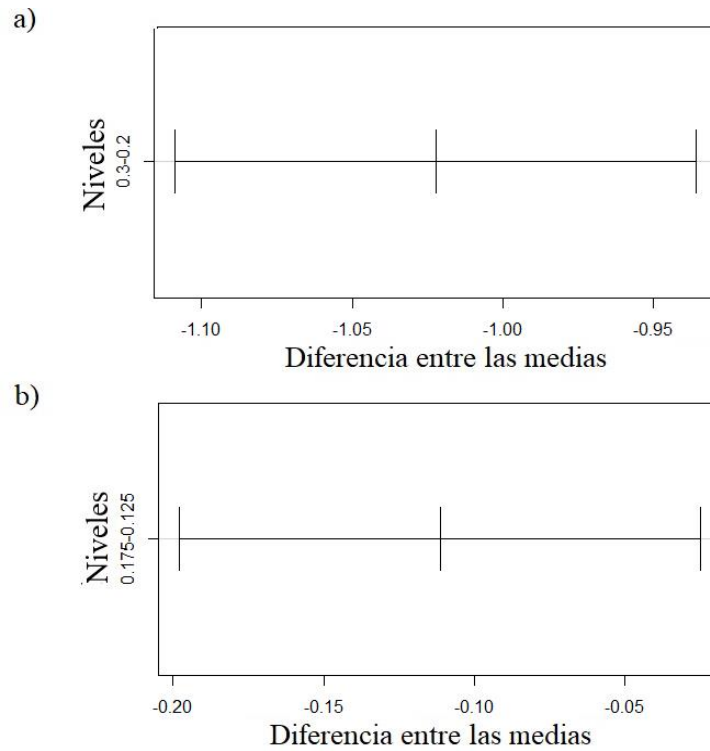 a)
Niveles
0.3-0.2
-1.10 -1.05 -1.00 -0.95
Diferencia entre las medias
b)
Niveles
0.175-0.125
-0.20 -0.15 -0.10 -0.05
Diferencia entre las medias